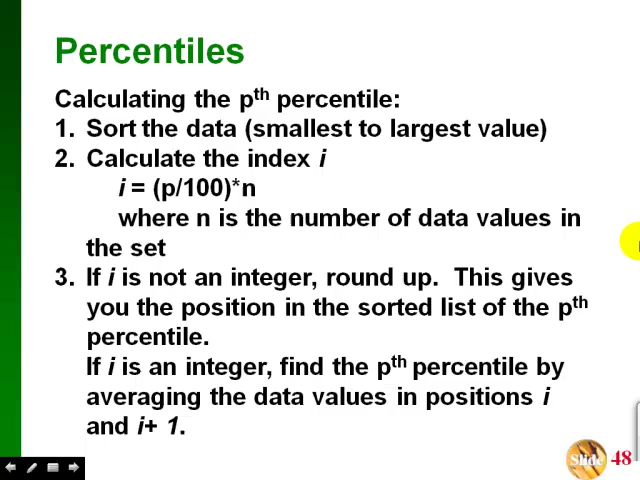 Percentiles
Calculating the pth percentile:
1. Sort the data (smallest to largest value)
2. Calculate the index i
i = (p/100)*n
where n is the number of data values in
the set
3. If i is not an integer, round up. This gives
you the position in the sorted list of the pth
percentile.
If i is an integer, find the pth percentile by
averaging the data values in positions i
and i+ 1.
Slide 48